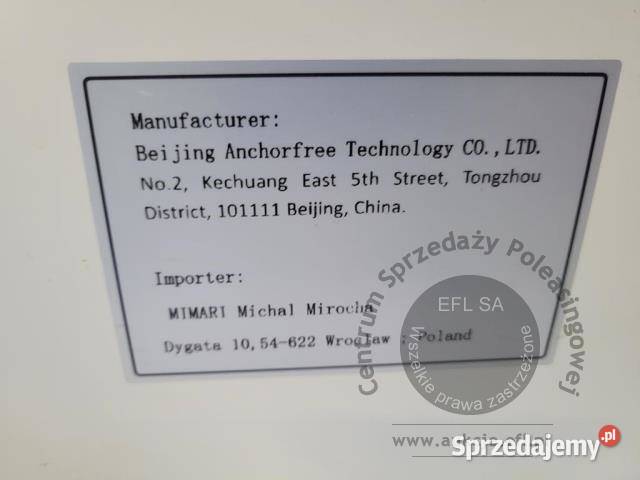 Manufacturer:
Beijing Anchorfree Technology CO.,LTD.
No.2, Kechuang East 5th Street, Tongzhou
District, 101111 Beijing, China.
Importer:
MIMARI Michal Mirocha
Dygata 10,54-622 Wrocław : Poland
Centrum Sprzedaży Poleasingowej
EFL SA
Wszelkie prawa zastrzeżone
Sprzedajemy.pl